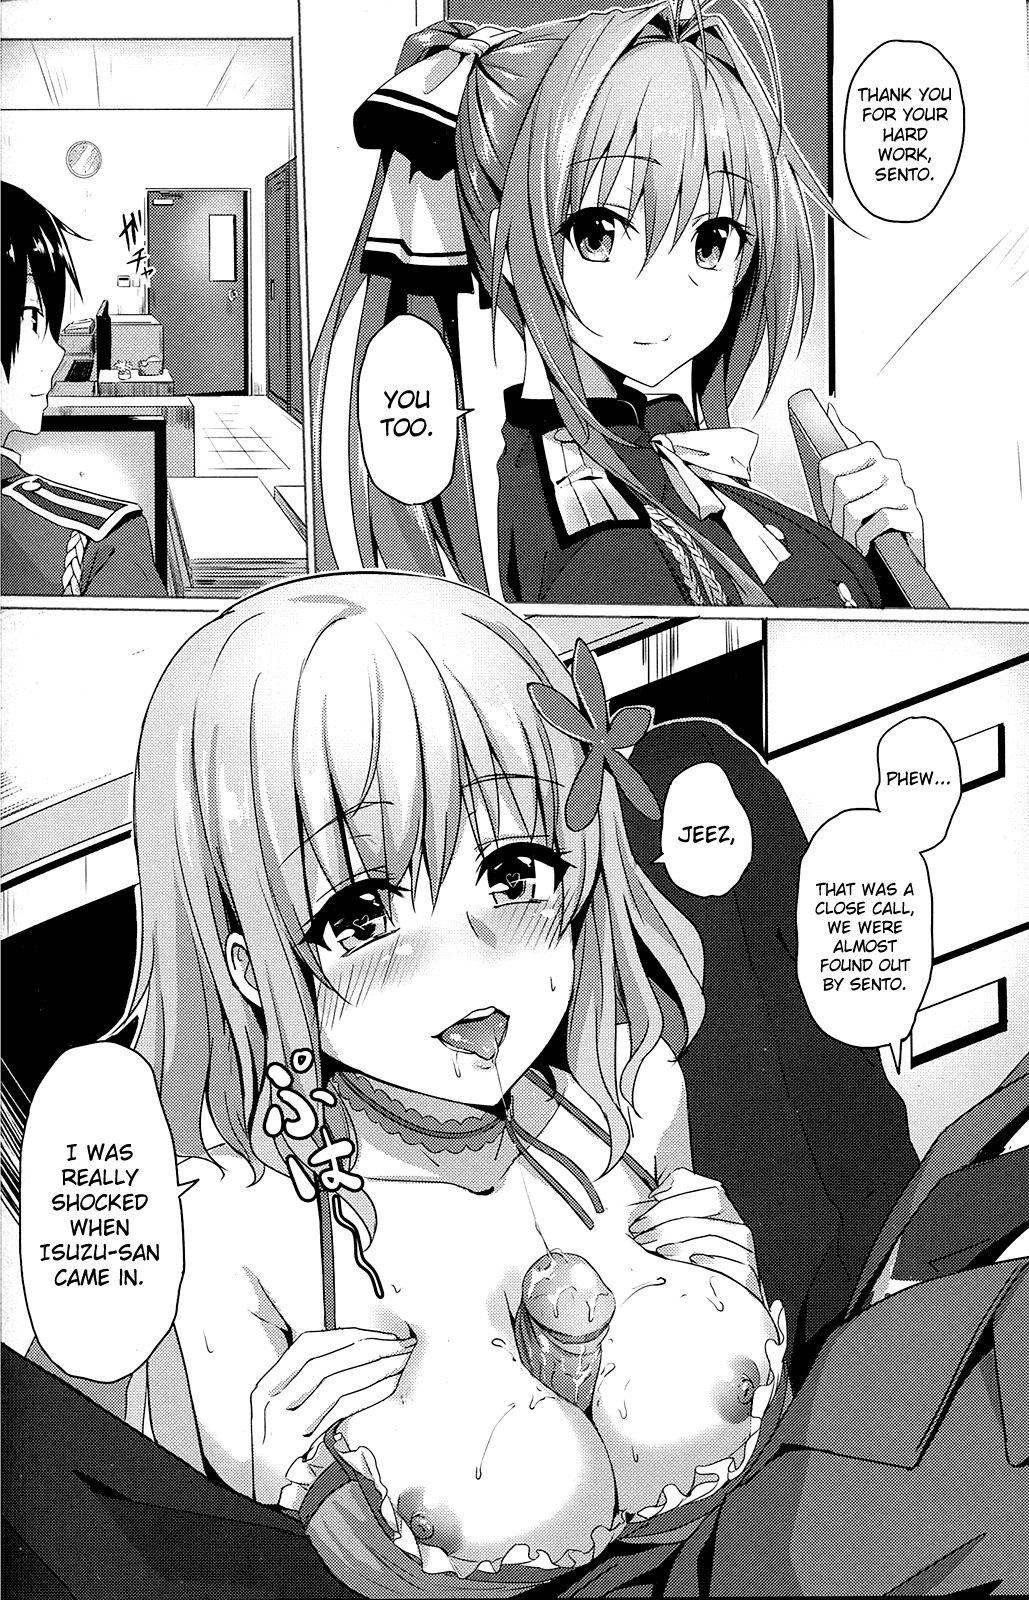 THANK YOU
FOR YOUR
HARD
WORK,
SENTO.
ガ
チャ
YOU
TOO.
PHEW...
THAT WAS A
CLOSE CALL,
WE WERE
ALMOST
FOUND OUT
BY SENTO.
JEEZ,
ぷは〜
I WAS
REALLY
SHOCKED
WHEN
ISUZU-SAN
CAME IN.